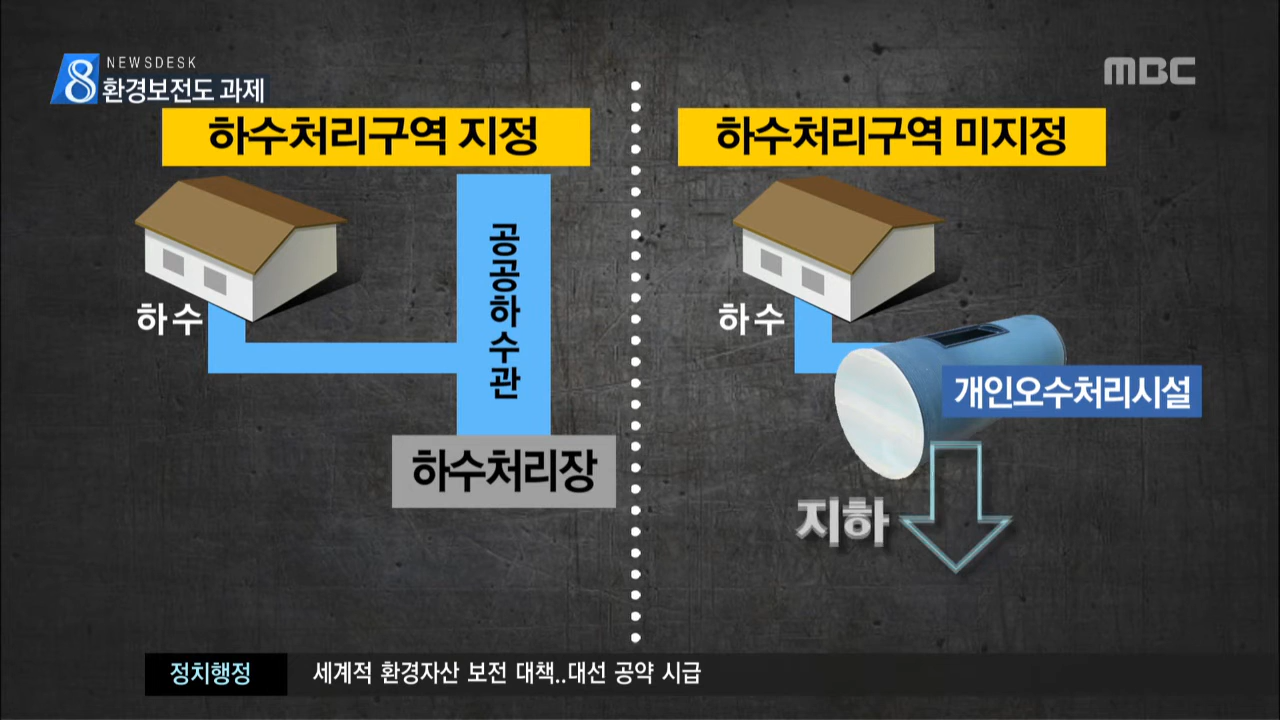 NEWSDESK
8 환경보전도 과제
MBC
하수처리구역 지정
하수
공공하수관
하수처리장
하수처리구역 미지정
하수
개인오수처리시설
지하
정치행정 세계적 환경자산 보전 대책..대선 공약 시급